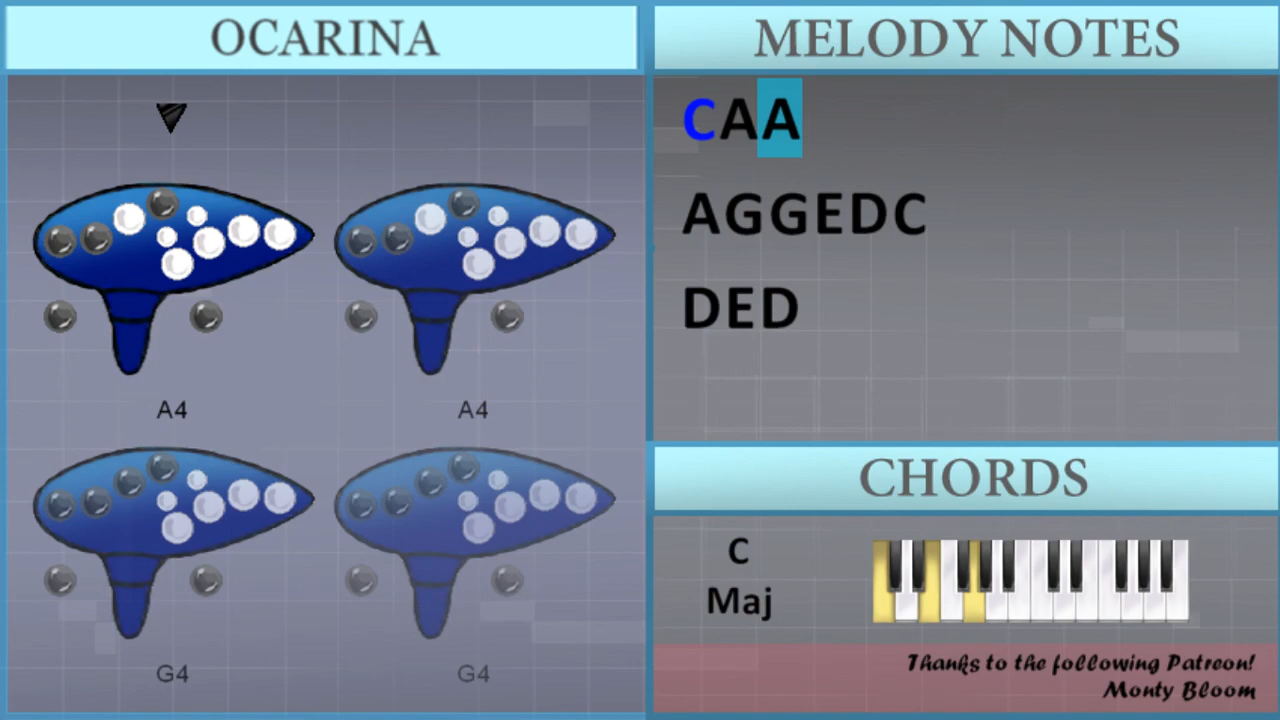 OCARINA
A4
A4
G4
G4
MELODY NOTES
CAA
AGGEDC
DED
CHORDS
C
Maj
Thanks to the following Patreon!
Monty Bloom